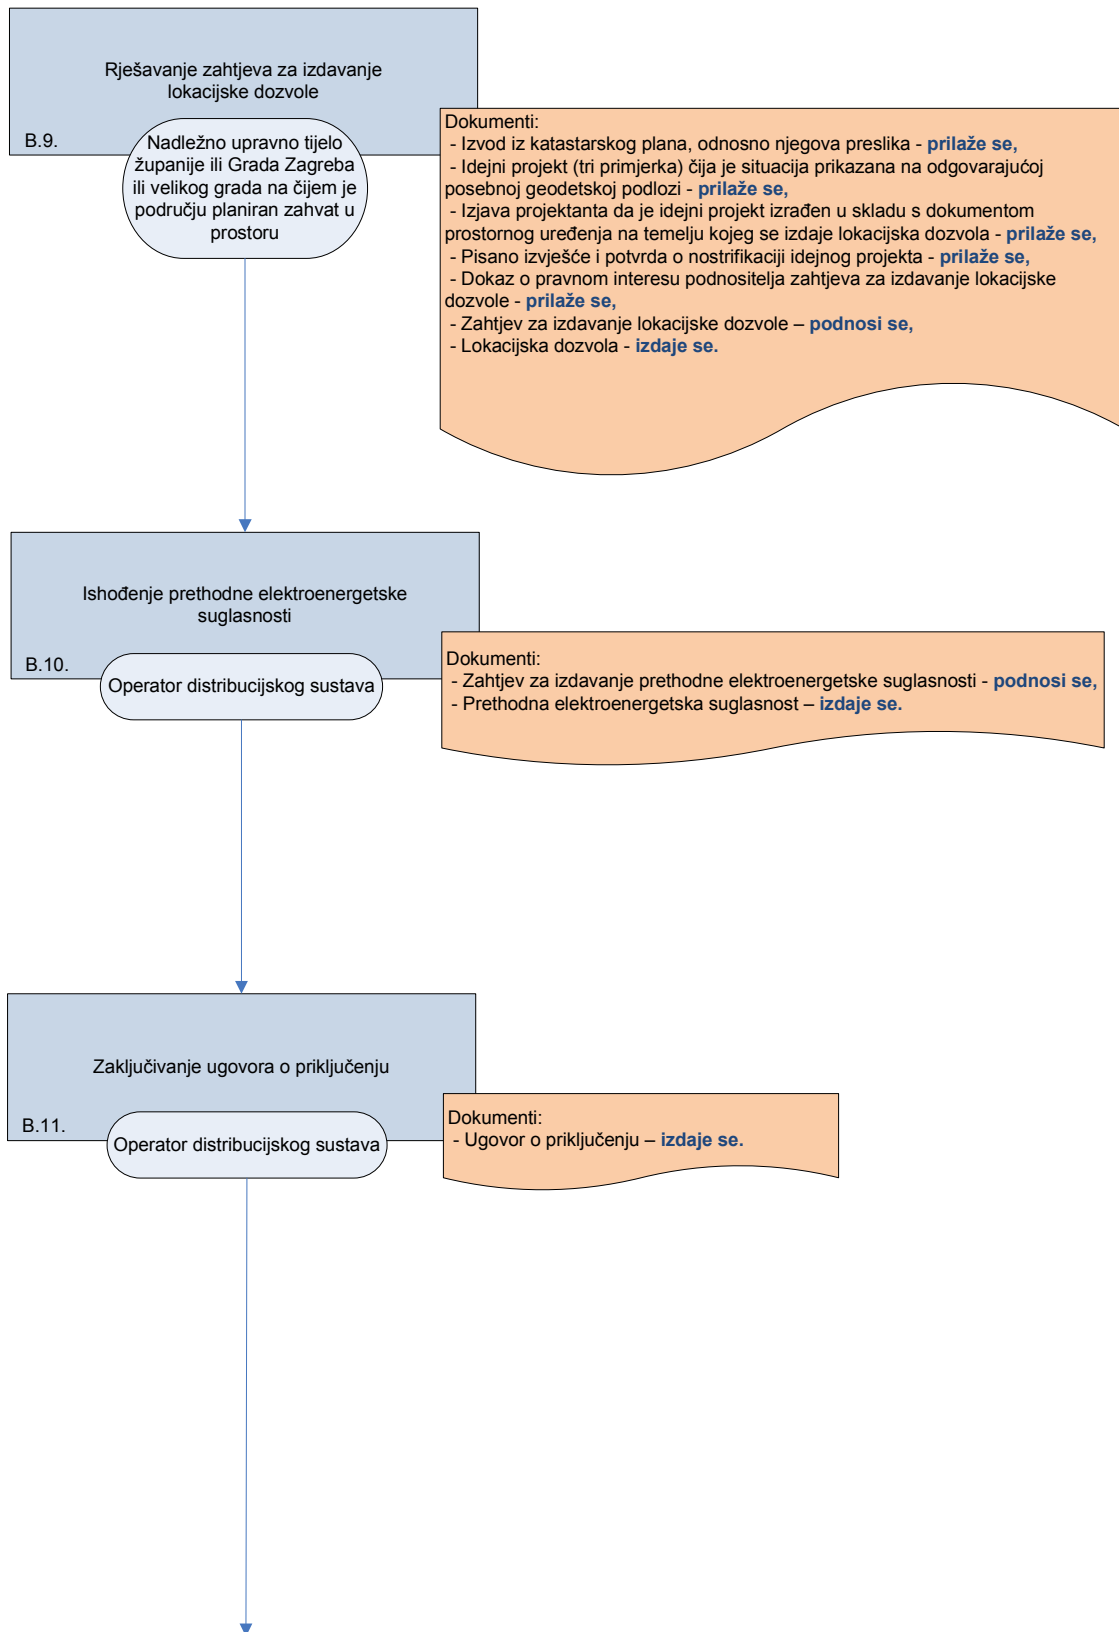 Rješavanje zahtjeva za izdavanje
lokacijske dozvole
B.9.
Nadležno upravno tijelo
županije ili Grada Zagreba
ili velikog grada na čijem je
području planiran zahvat u
prostoru
Dokumenti:
- Izvod iz katastarskog plana, odnosno njegova preslika - prilaže se,
- Idejni projekt (tri primjerka) čija je situacija prikazana na odgovarajućoj
posebnoj geodetskoj podlozi - prilaže se,
- Izjava projektanta da je idejni projekt izrađen u skladu s dokumentom
prostornog uređenja na temelju kojeg se izdaje lokacijska dozvola - prilaže se,
- Pisano izvješće i potvrda o nostrifikaciji idejnog projekta - prilaže se,
- Dokaz o pravnom interesu podnositelja zahtjeva za izdavanje lokacijske
dozvole - prilaže se,
- Zahtjev za izdavanje lokacijske dozvole – podnosi se,
- Lokacijska dozvola - izdaje se.
Ishođenje prethodne elektroenergetske
suglasnosti
B.10.
Operator distribucijskog sustava
Dokumenti:
- Zahtjev za izdavanje prethodne elektroenergetske suglasnosti - podnosi se,
- Prethodna elektroenergetska suglasnost – izdaje se.
Zaključivanje ugovora o priključenju
B.11.
Operator distribucijskog sustava
Dokumenti:
- Ugovor o priključenju – izdaje se.